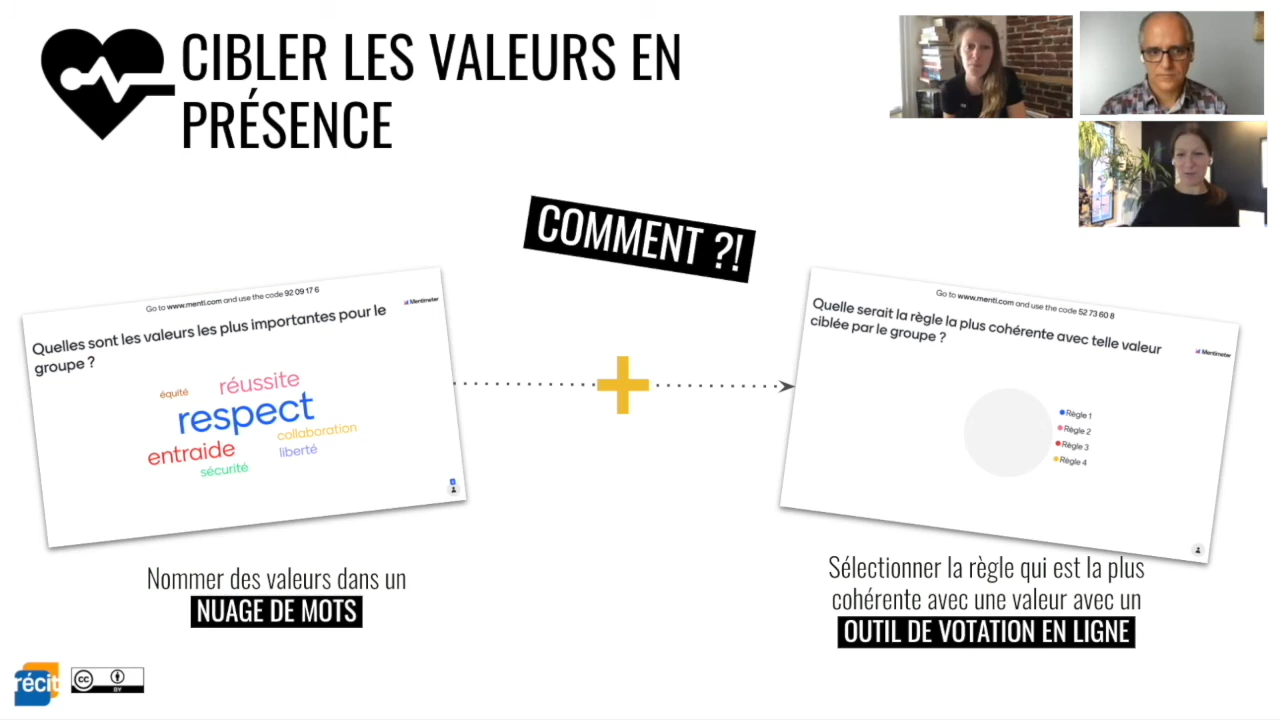 CIBLER LES VALEURS EN
PRÉSENCE
COMMENT ?!
Go to www.menti.com and use the code 92 09 17 6
Mentimeter
Quelles sont les valeurs les plus importantes pour le
groupe ?
équité
réussite
respect
collaboration
entraide
liberté
sécurité
Nommer des valeurs dans un
NUAGE DE MOTS
Go to www.menti.com and use the code 52 73 60 8
Mentimeter
Quelle serait la règle la plus cohérente avec telle valeur
ciblée par le groupe ?
Règle 1
Règle 2
Règle 3
Règle 4
Sélectionner la règle qui est la plus
cohérente avec une valeur avec un
OUTIL DE VOTATION EN LIGNE
récit
cc
BY